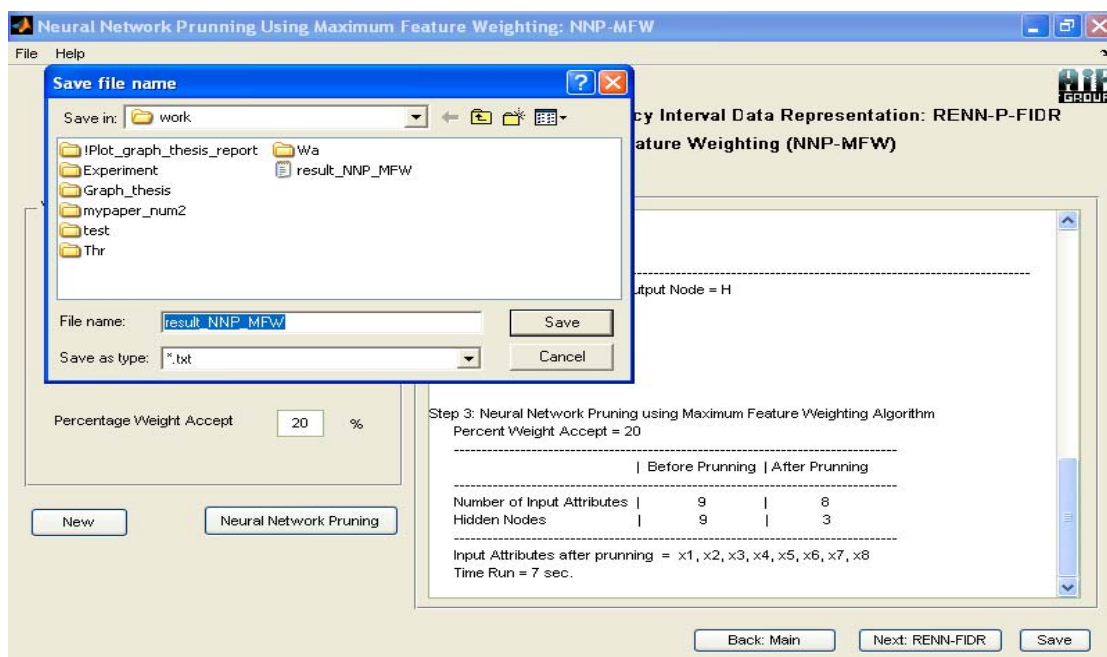 Neural Network Prunning Using Maximum Feature Weighting: NNP-MFW
File Help
Save file name
AIR
GROUP
Save in: work
cy Interval Data Representation: RENN-P-FIDR
ature Weighting (NNP-MFW)
!Plot_graph_thesis_report
Wa
Experiment
result_NNP_MFW
Graph_thesis
mypaper_num2
test
Thr
utput Node = H
File name: result_NNP_MFW
Save
Save as type: *.txt
Cancel
Percentage Weight Accept 20 %
Step 3: Neural Network Pruning using Maximum Feature Weighting Algorithm
Percent Weight Accept = 20
| Before Prunning | After Prunning
Number of Input Attributes | 9 | 8
Hidden Nodes | 9 | 3
Input Attributes after prunning = x1, x2, x3, x4, x5, x6, x7, x8
Time Run = 7 sec.
New
Neural Network Pruning
Back: Main
Next: RENN-FIDR
Save